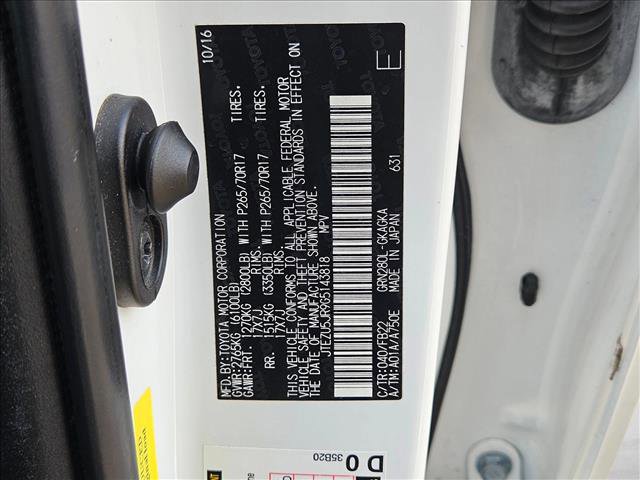 MFD.BY:TOYOTA MOTOR CORPORATION 10/16
GVWR:2765KG (6100LB)
GAWR:FRT. 1270KG (2800LB) WITH P265/70R17 TIRES.
17X7J RIMS.
RR. 1515KG (3350LB) WITH P265/70R17 TIRES.
17X7J RIMS.
THIS VEHICLE CONFORMS TO ALL APPLICABLE FEDERAL MOTOR
VEHICLE SAFETY AND THEFT PREVENTION STANDARDS IN EFFECT ON
THE DATE OF MANUFACTURE SHOWN ABOVE.
JTEZU5JR9G5143818 MPV
E
C/TR:040/FB22 GRN280L-GKAGKA 631
A/TM:A01A/A750E MADE IN JAPAN
D 0
35B20